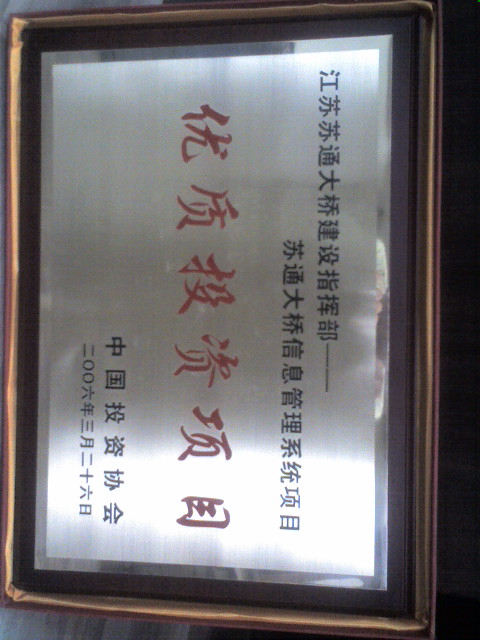 江苏苏通大桥建设指挥部——
苏通大桥信息管理系统项目
优质投资项目
中国投资协会
二〇〇六年三月二十六日